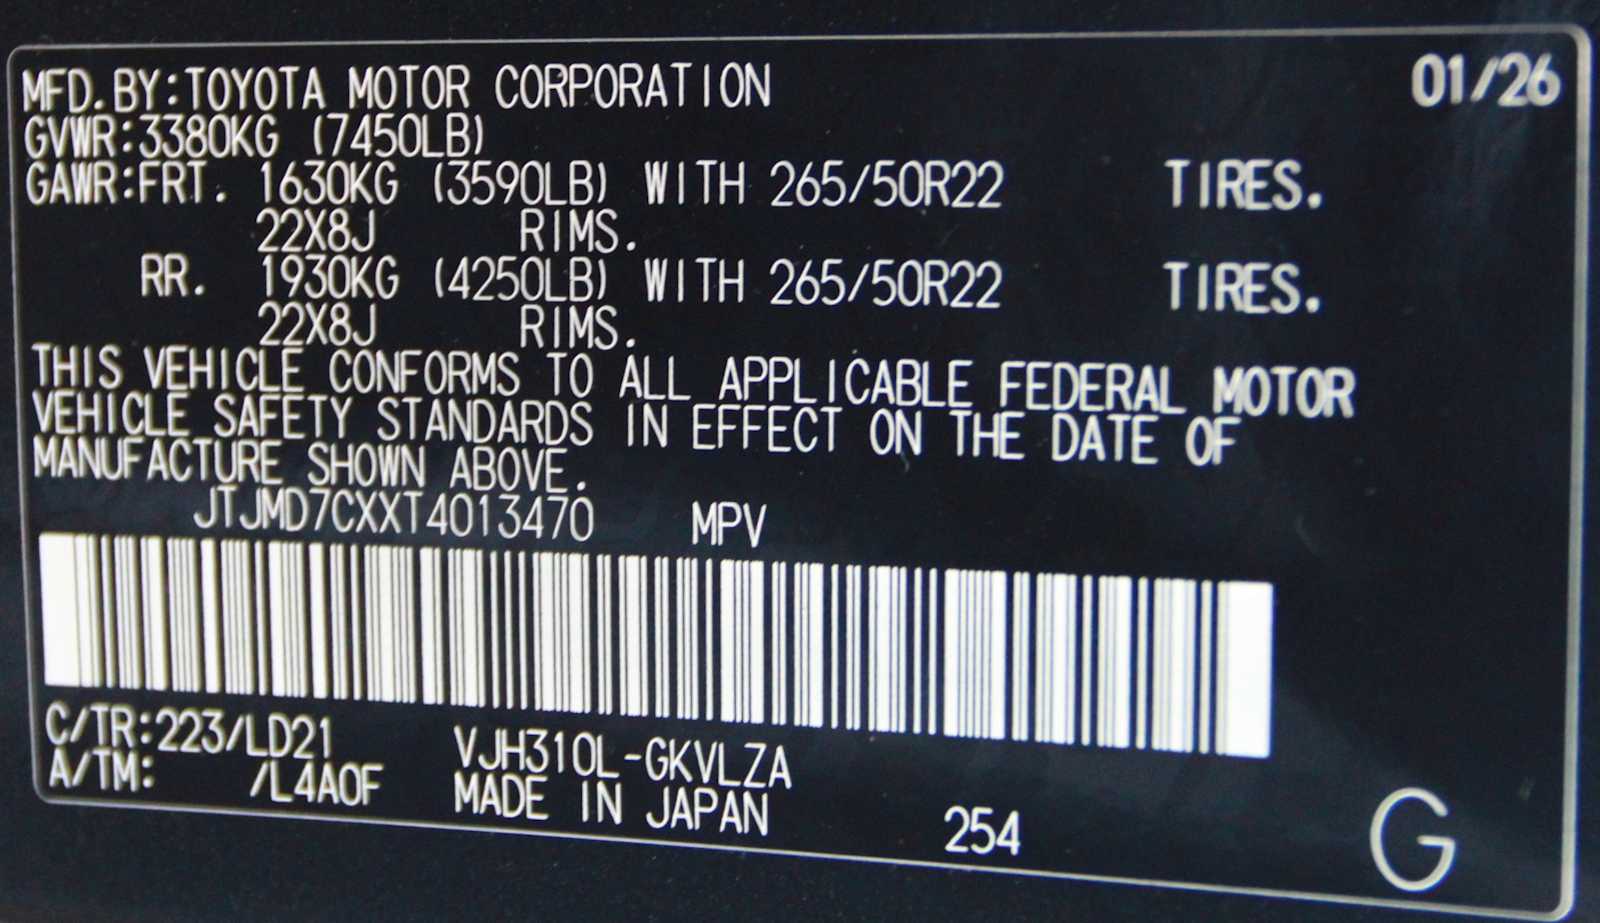 MFD.BY:TOYOTA MOTOR CORPORATION 01/26
GVWR:3380KG (7450LB)
GAWR:FRT. 1630KG (3590LB) WITH 265/50R22 TIRES.
22X8J RIMS.
RR. 1930KG (4250LB) WITH 265/50R22 TIRES.
22X8J RIMS.
THIS VEHICLE CONFORMS TO ALL APPLICABLE FEDERAL MOTOR
VEHICLE SAFETY STANDARDS IN EFFECT ON THE DATE OF
MANUFACTURE SHOWN ABOVE.
JTJMD7CXXT4013470 MPV
C/TR:223/LD21 VJH310L-GKVLZA
A/TM: /L4A0F MADE IN JAPAN 254 G